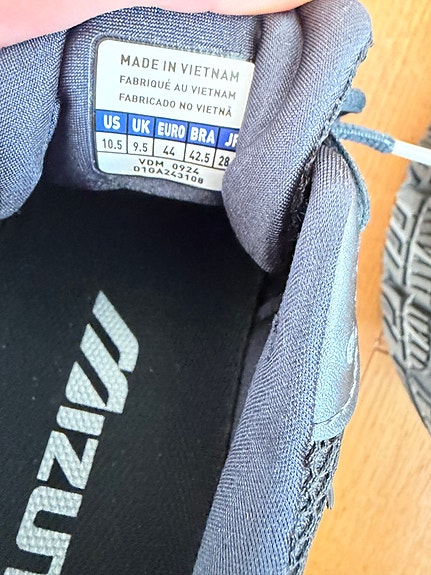 MADE IN VIETNAM
FABRIQUÉ AU VIETNAM
FABRICADO NO VIETNÃ
US UK EURO BRA
10.5 9.5 44 42.5 28
VDM 0924
01GA243108
MIZUN